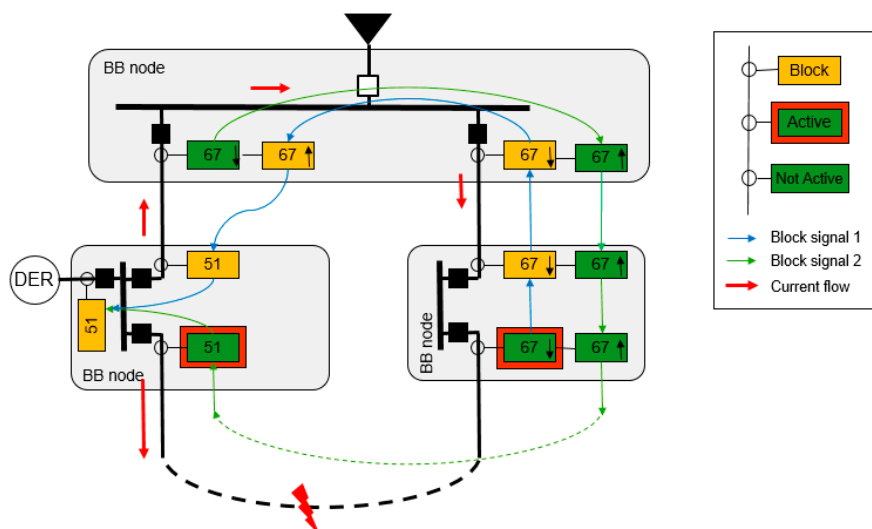 BB node
67
67
67
67
Block
Active
Not Active
Block signal 1
Block signal 2
Current flow
DER
51
51
51
BB node
67
67
67
67
BB node